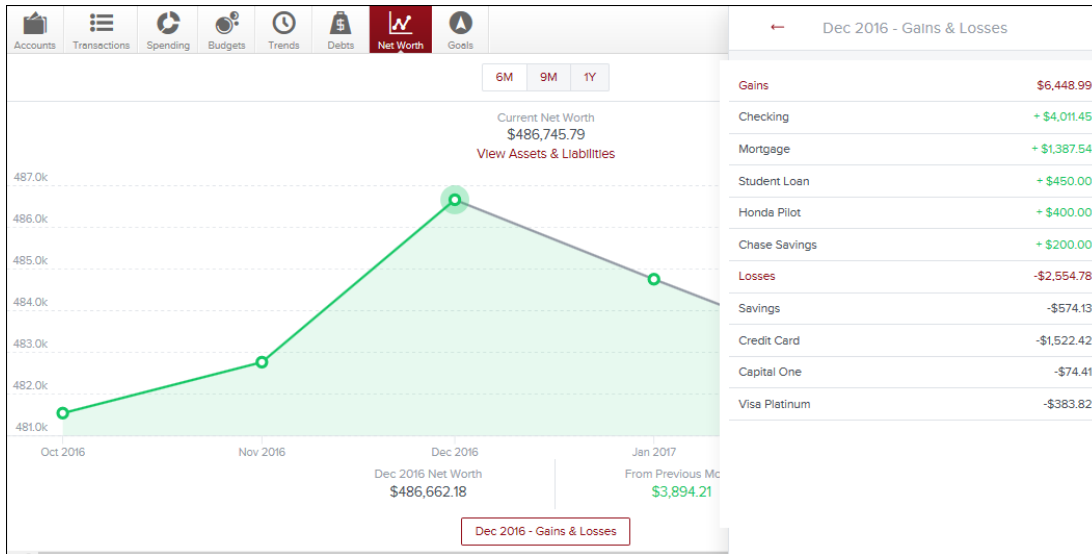 Accounts Transactions Spending Budgets Trends Debts Net Worth Goals
6M 9M 1Y
Current Net Worth
$486,745.79
View Assets & Liabilities
487.0k
486.0k
485.0k
484.0k
483.0k
482.0k
481.0k
Oct 2016 Nov 2016 Dec 2016 Jan 2017
Dec 2016 Net Worth
$486,662.18
From Previous Mo
$3,894.21
Dec 2016 - Gains & Losses
← Dec 2016 - Gains & Losses
Gains $6,448.99
Checking + $4,011.45
Mortgage + $1,387.54
Student Loan + $450.00
Honda Pilot + $400.00
Chase Savings + $200.00
Losses -$2,554.78
Savings -$574.13
Credit Card -$1,522.42
Capital One -$74.41
Visa Platinum -$383.82